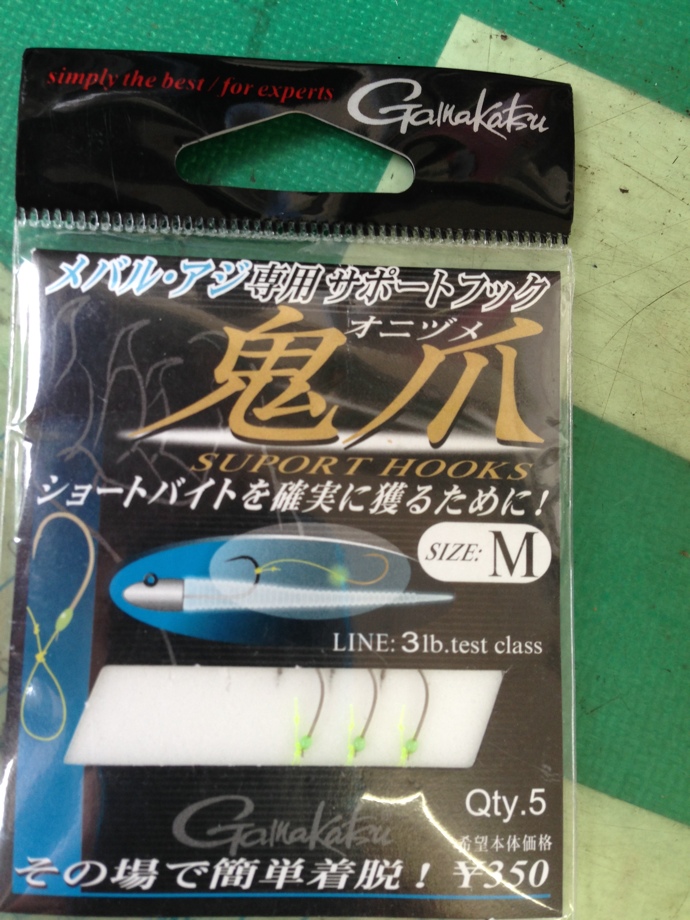 simply the best / for experts
Gamakatsu
メバル・アジ専用サポートフック
オニヅメ
鬼爪
SUPORT HOOKS
ショートバイトを確実に獲るために!
SIZE: M
LINE: 3lb.test class
Qty.5
Gamakatsu
希望本体価格
その場で簡単着脱! ¥350